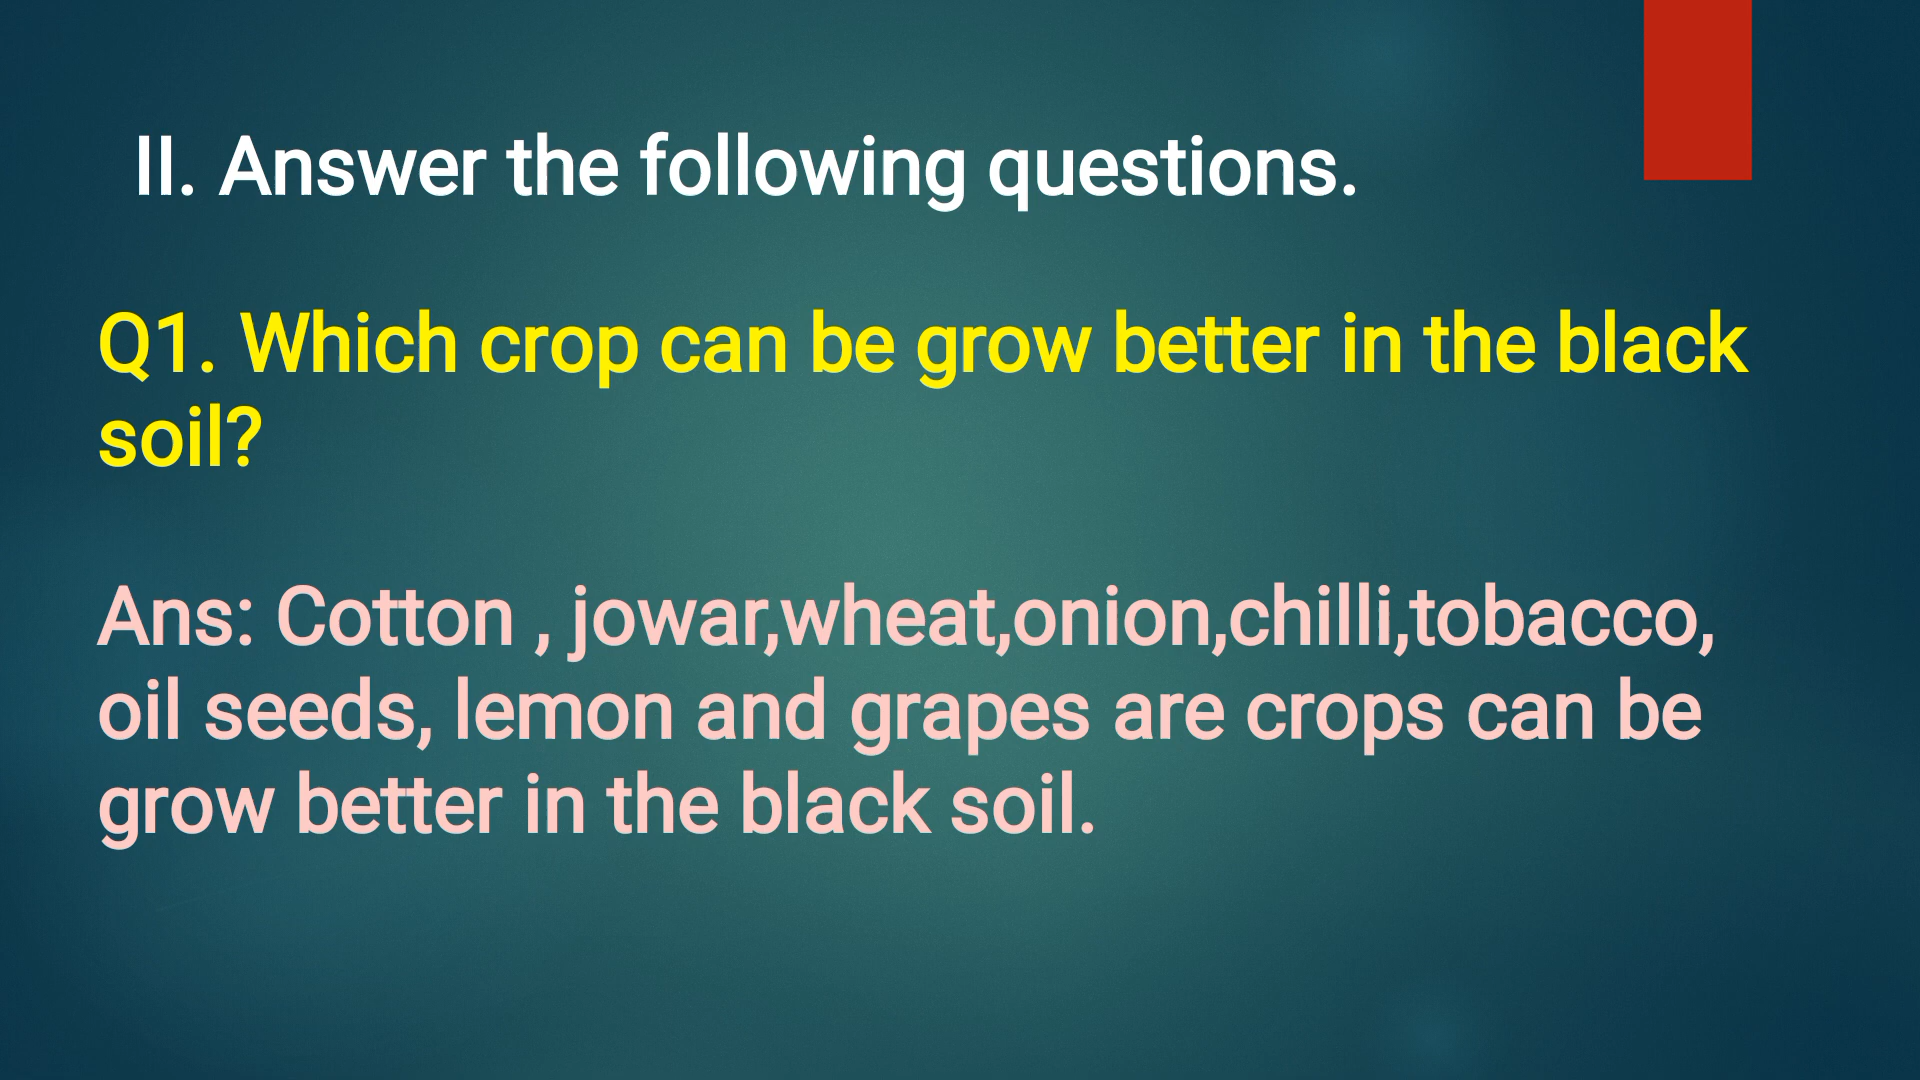 II. Answer the following questions.
Q1. Which crop can be grow better in the black
soil?
Ans: Cotton , jowar,wheat,onion,chilli,tobacco,
oil seeds, lemon and grapes are crops can be
grow better in the black soil.